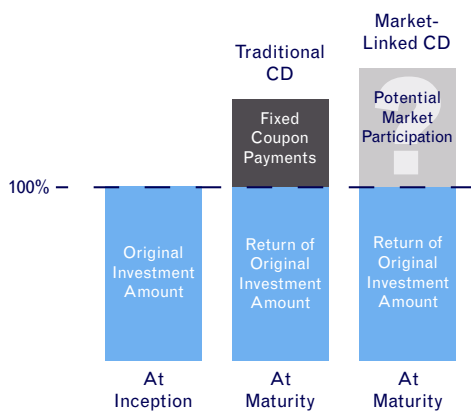 Market-
Linked CD
Traditional
CD
Potential
Market
Participation
?
Fixed
Coupon
Payments
100%
Original
Investment
Amount
Return of
Original
Investment
Amount
Return of
Original
Investment
Amount
At
Inception
At
Maturity
At
Maturity